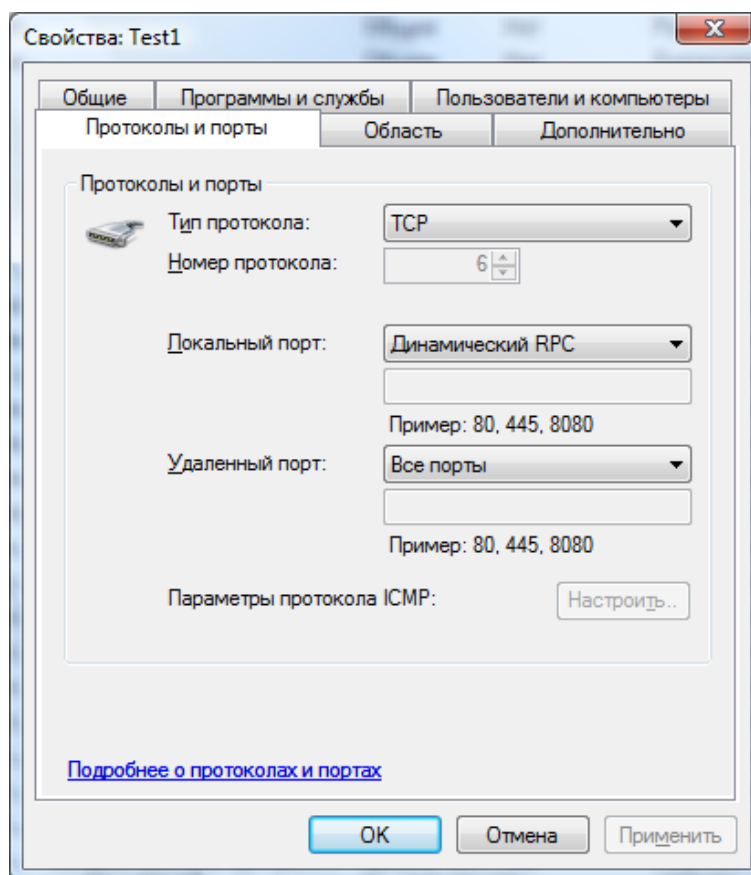 Свойства: Test1
Общие Программы и службы Пользователи и компьютеры
Протоколы и порты Область Дополнительно
Протоколы и порты
Тип протокола: TCP
Номер протокола: 6
Локальный порт: Динамический RPC
Пример: 80, 445, 8080
Удаленный порт: Все порты
Пример: 80, 445, 8080
Параметры протокола ICMP: Настроить..
Подробнее о протоколах и портах
OK Отмена Применить